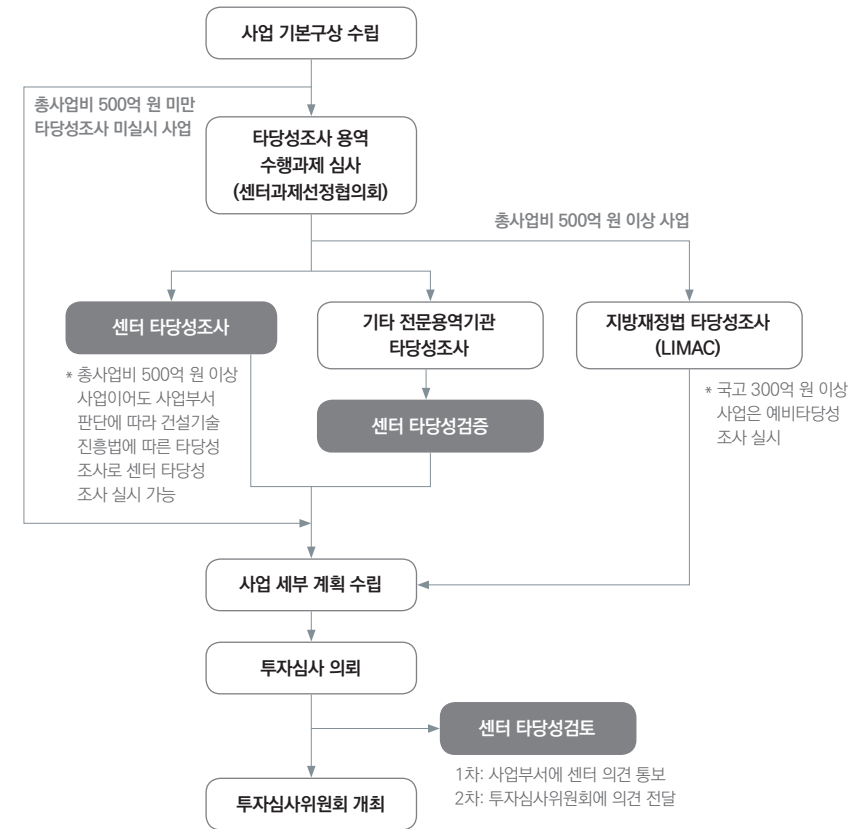 사업 기본구상 수립
총사업비 500억 원 미만
타당성조사 미실시 사업
타당성조사 용역
수행과제 심사
(센터과제선정협의회)
총사업비 500억 원 이상 사업
센터 타당성조사
* 총사업비 500억 원 이상
사업이어도 사업부서
판단에 따라 건설기술
진흥법에 따른 타당성
조사로 센터 타당성
조사 실시 가능
기타 전문용역기관
타당성조사
센터 타당성검증
지방재정법 타당성조사
(LIMAC)
* 국고 300억 원 이상
사업은 예비타당성
조사 실시
사업 세부 계획 수립
투자심사 의뢰
센터 타당성검토
1차: 사업부서에 센터 의견 통보
2차: 투자심사위원회에 의견 전달
투자심사위원회 개최